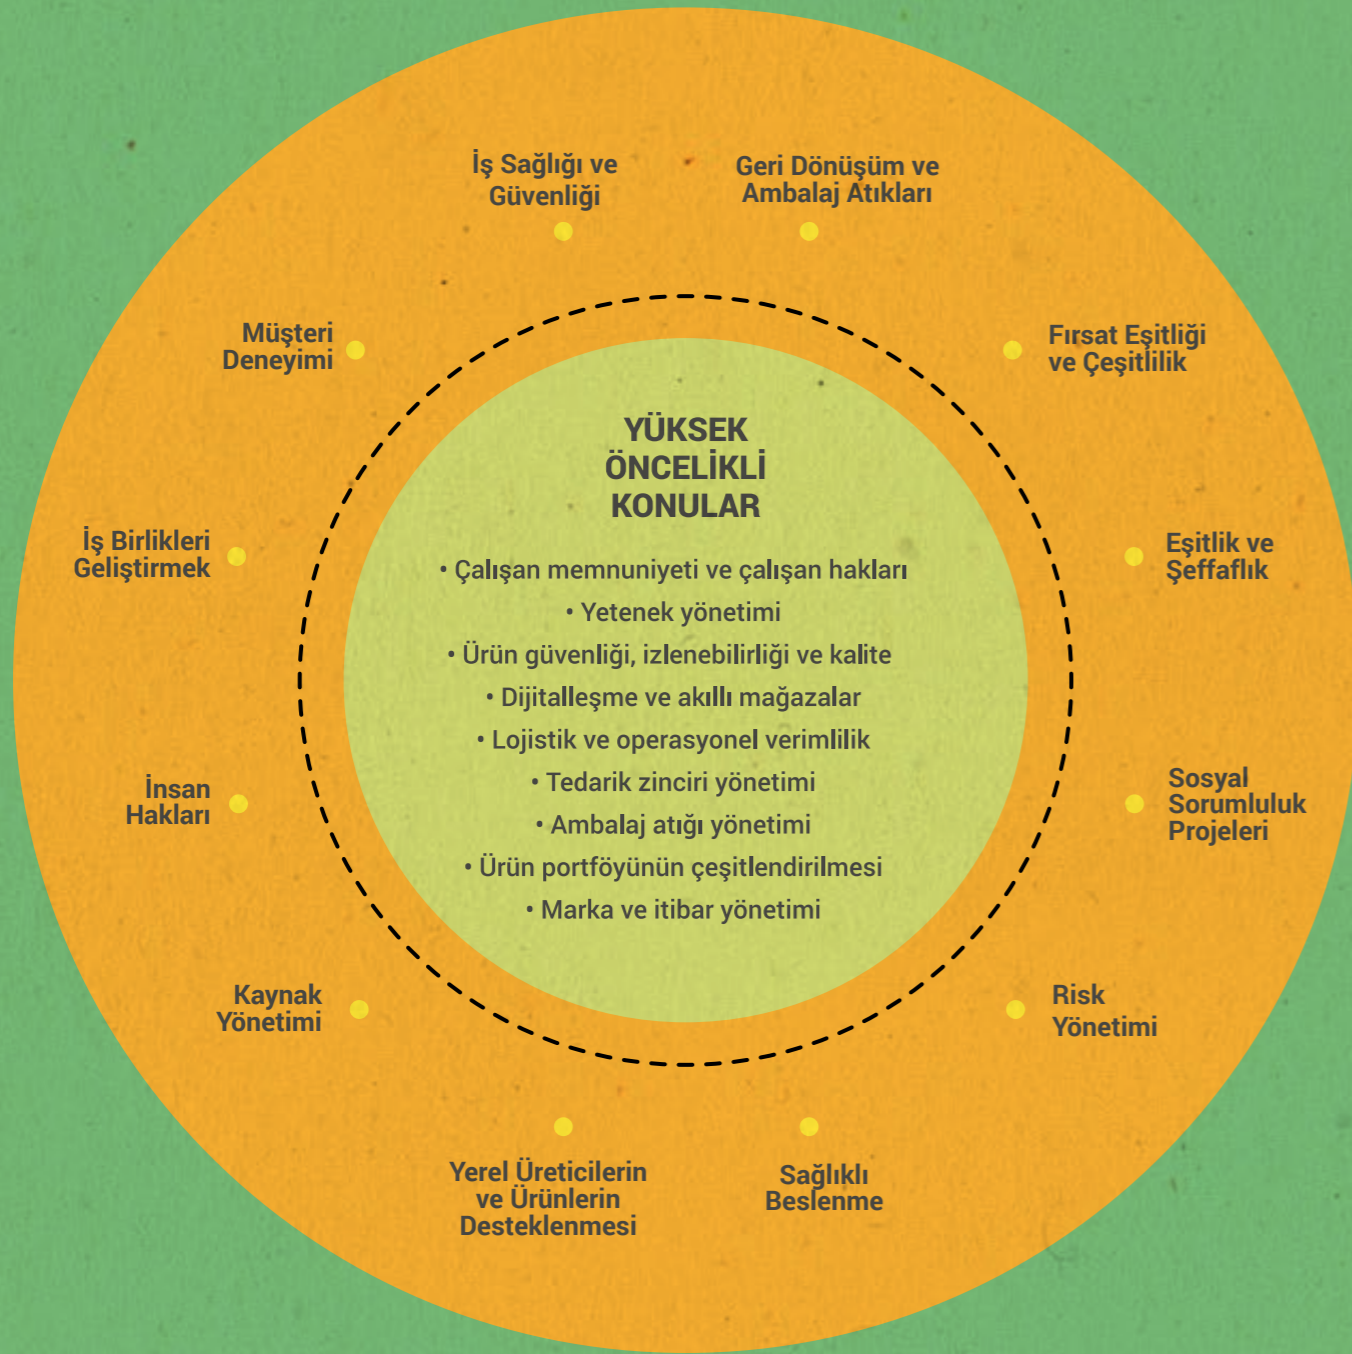 İş Sağlığı ve
Güvenliği
Geri Dönüşüm ve
Ambalaj Atıkları
Müşteri
Deneyimi
Fırsat Eşitliği
ve Çeşitlilik
İş Birlikleri
Geliştirmek
Eşitlik ve
Şeffaflık
İnsan
Hakları
Sosyal
Sorumluluk
Projeleri
Kaynak
Yönetimi
Risk
Yönetimi
Yerel Üreticilerin
ve Ürünlerin
Desteklenmesi
Sağlıklı
Beslenme
YÜKSEK
ÖNCELİKLİ
KONULAR
• Çalışan memnuniyeti ve çalışan hakları
• Yetenek yönetimi
• Ürün güvenliği, izlenebilirliği ve kalite
• Dijitalleşme ve akıllı mağazalar
• Lojistik ve operasyonel verimlilik
• Tedarik zinciri yönetimi
• Ambalaj atığı yönetimi
• Ürün portföyünün çeşitlendirilmesi
• Marka ve itibar yönetimi